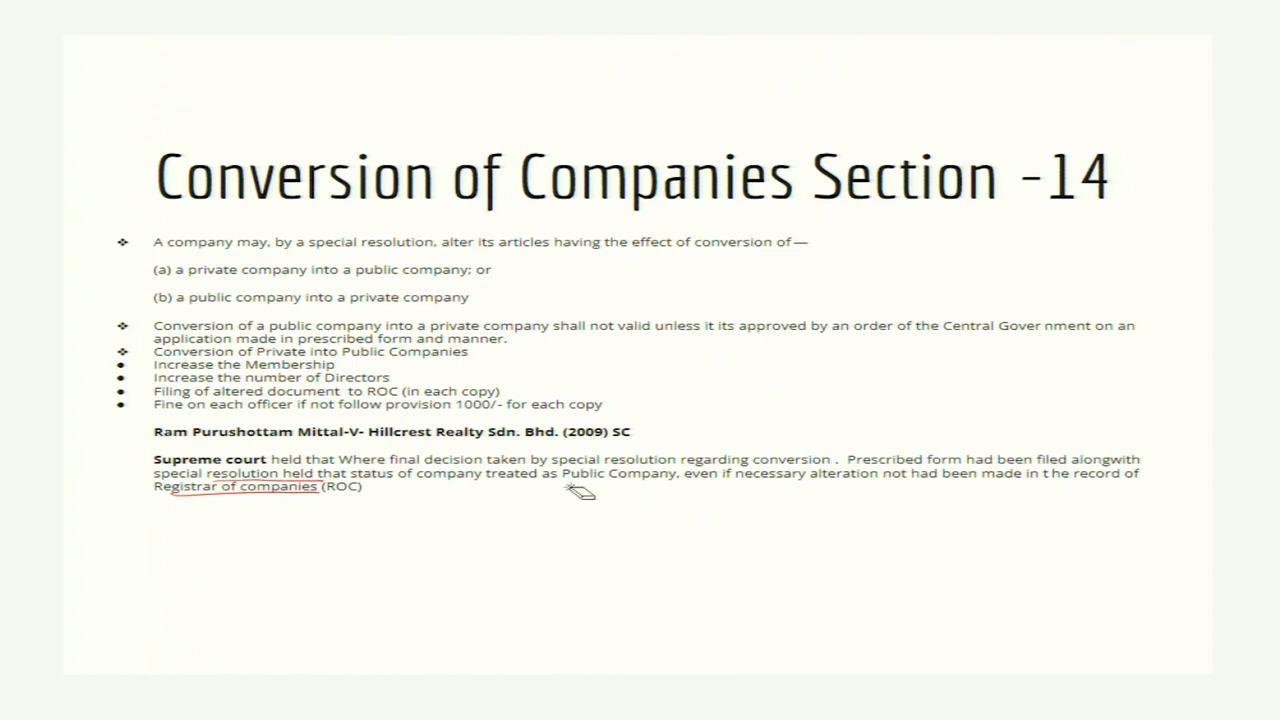 Conversion of Companies Section -14
❖ A company may, by a special resolution, alter its articles having the effect of conversion of—
(a) a private company into a public company; or
(b) a public company into a private company
❖ Conversion of a public company into a private company shall not valid unless it its approved by an order of the Central Gover nment on an
application made in prescribed form and manner.
❖ Conversion of Private into Public Companies
● Increase the Membership
● Increase the number of Directors
● Filing of altered document to ROC (in each copy)
● Fine on each officer if not follow provision 1000/- for each copy
Ram Purushottam Mittal-V- Hillcrest Realty Sdn. Bhd. (2009) SC
Supreme court held that Where final decision taken by special resolution regarding conversion . Prescribed form had been filed alongwith
special resolution held that status of company treated as Public Company, even if necessary alteration not had been made in t he record of
Registrar of companies (ROC)